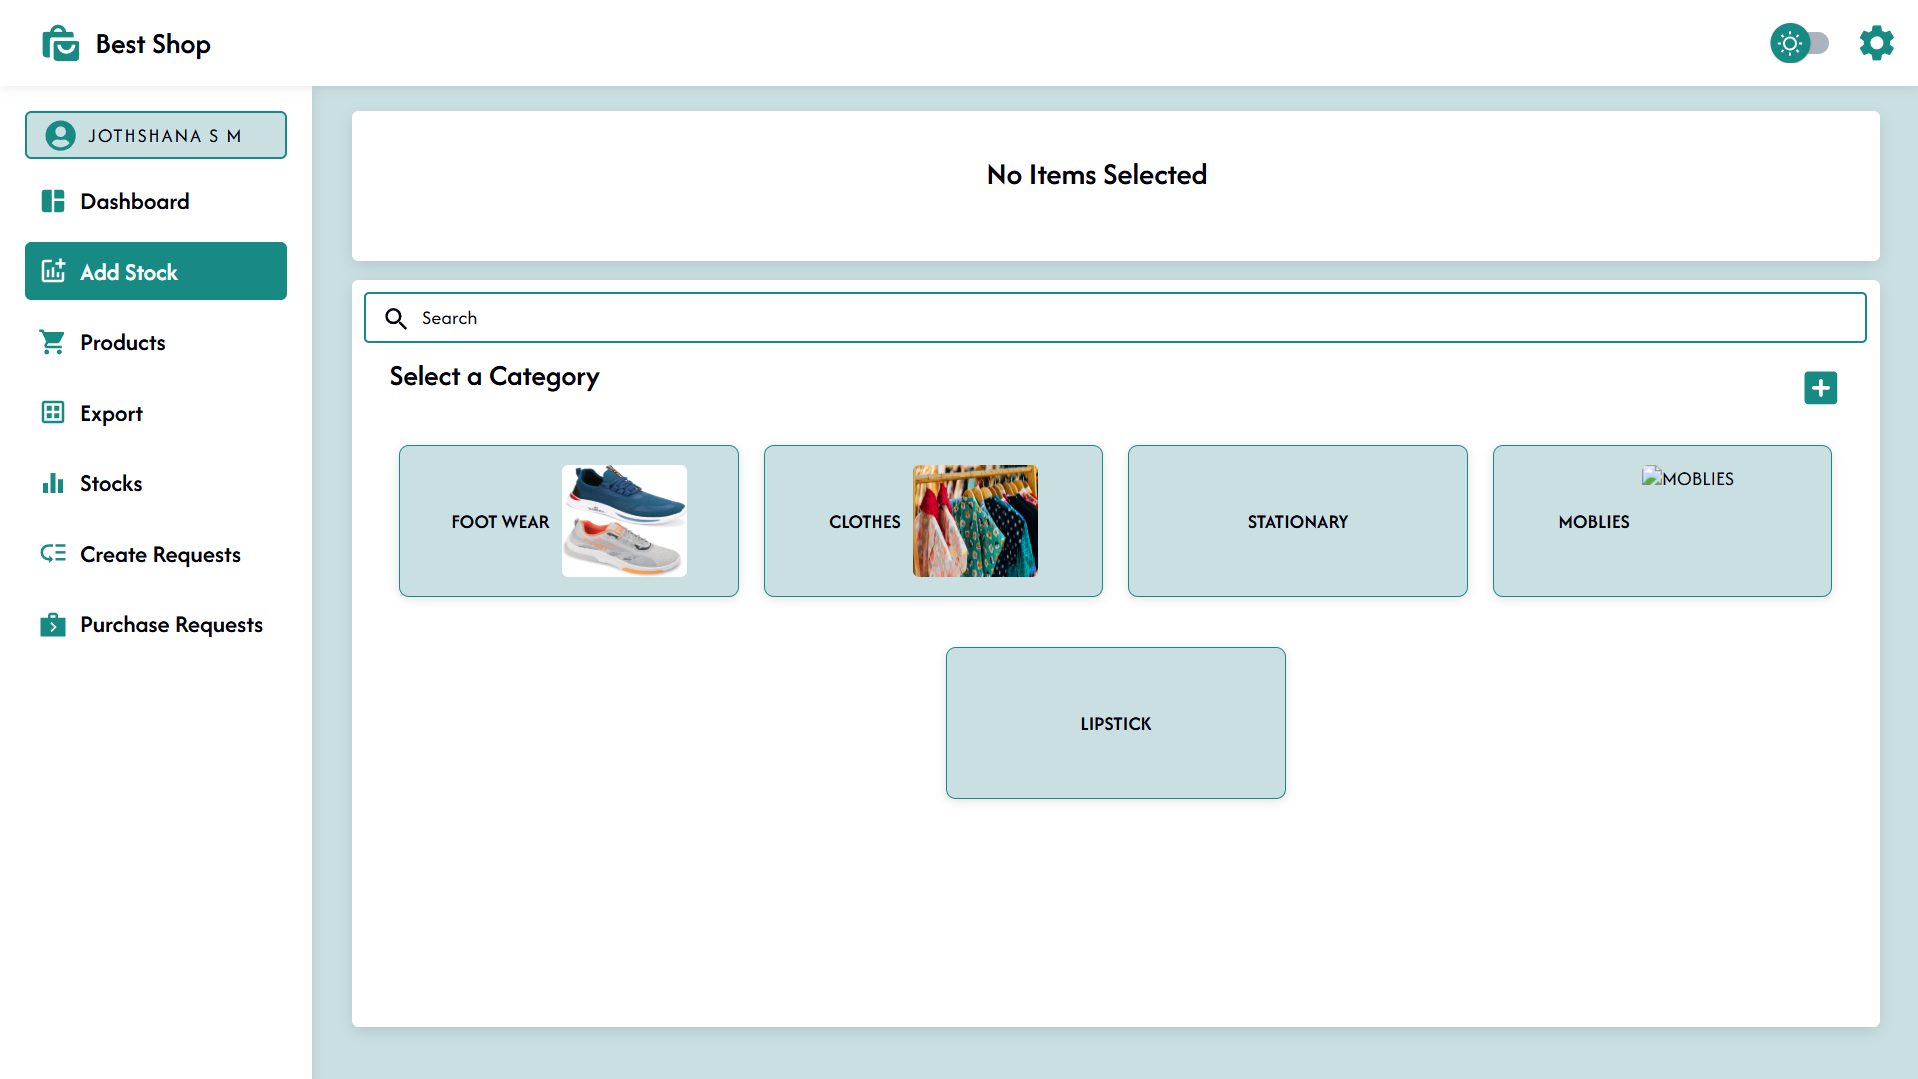 Best Shop
JOTHSHANA S M
Dashboard
Add Stock
Products
Export
Stocks
Create Requests
Purchase Requests
No Items Selected
Search
Select a Category
FOOT WEAR
CLOTHES
STATIONARY
MOBLIES
MOBLIES
LIPSTICK